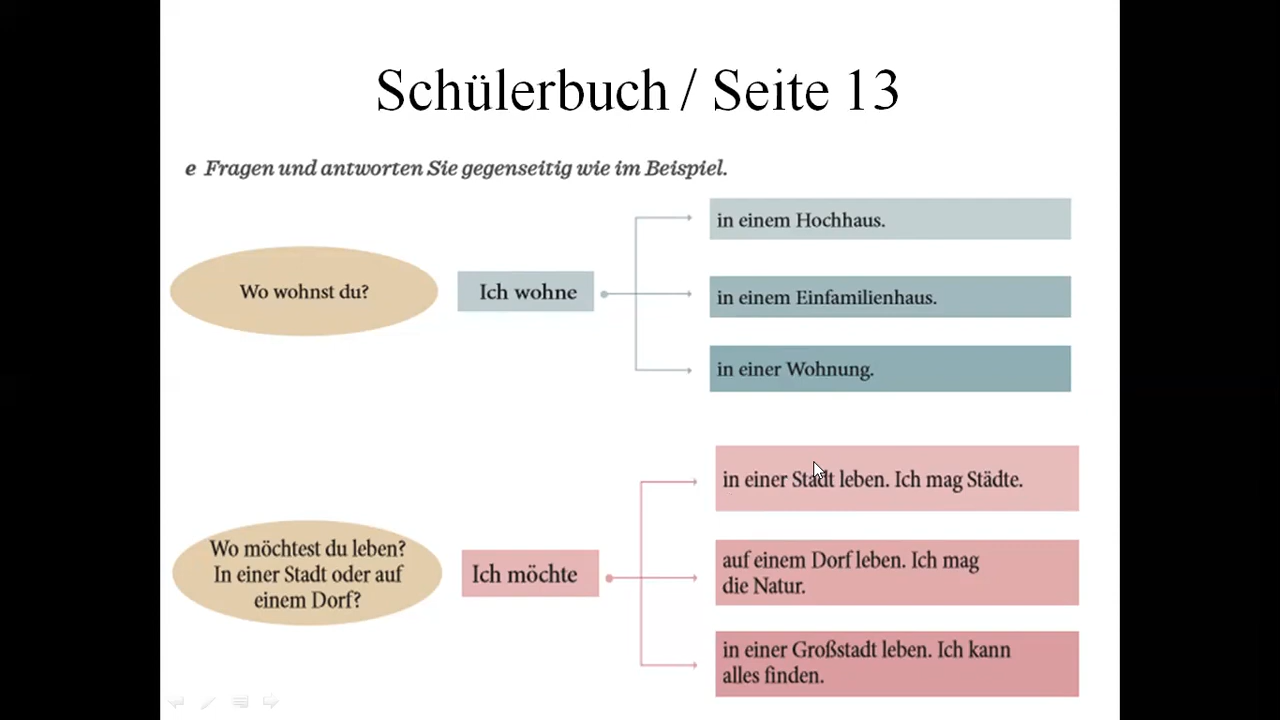 Schülerbuch / Seite 13
e Fragen und antworten Sie gegenseitig wie im Beispiel.
Wo wohnst du?
Ich wohne
in einem Hochhaus.
in einem Einfamilienhaus.
in einer Wohnung.
Wo möchtest du leben?
In einer Stadt oder auf
einem Dorf?
Ich möchte
in einer Stadt leben. Ich mag Städte.
auf einem Dorf leben. Ich mag
die Natur.
in einer Großstadt leben. Ich kann
alles finden.